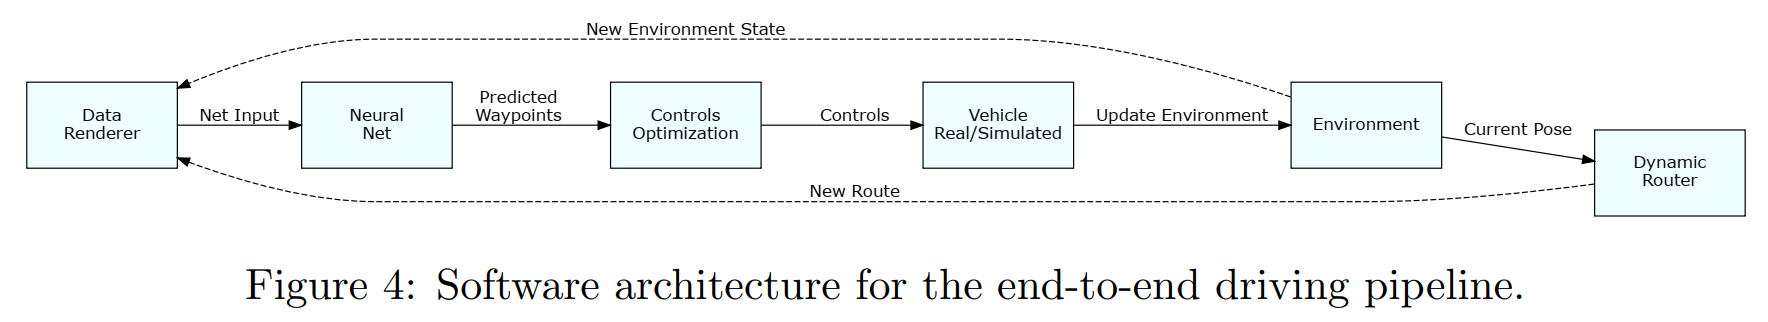 New Environment State
Data
Renderer
Net Input
Neural
Net
Predicted
Waypoints
Controls
Optimization
Controls
Vehicle
Real/Simulated
Update Environment
Environment
Current Pose
Dynamic
Router
New Route
Figure 4: Software architecture for the end-to-end driving pipeline.